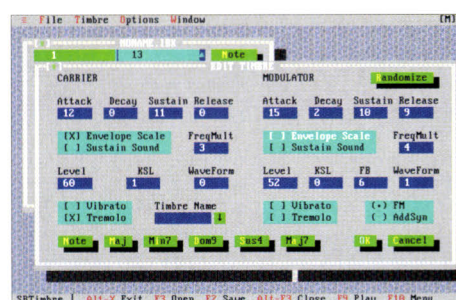 ≡ File Timbre Options Window [M]
NONAME.IBK
1 13 Note
EDIT TIMBRE
CARRIER MODULATOR Randomize
Attack Decay Sustain Release Attack Decay Sustain Release
12 0 11 0 15 2 10 9
[X] Envelope Scale FreqMult [ ] Envelope Scale FreqMult
[ ] Sustain Sound 3 [ ] Sustain Sound 4
Level KSL WaveForm Level KSL FB WaveForm
60 1 0 52 0 6 1
[ ] Vibrato Timbre Name [ ] Vibrato (•) FM
[X] Tremolo ↓ [ ] Tremolo ( ) AddSyn
Note Maj Min7 Dom9 Sus4 Maj7 OK Cancel
SBTimbre | Alt-X Exit F3 Open F2 Save Alt-F3 Close F9 Play F10 Menu